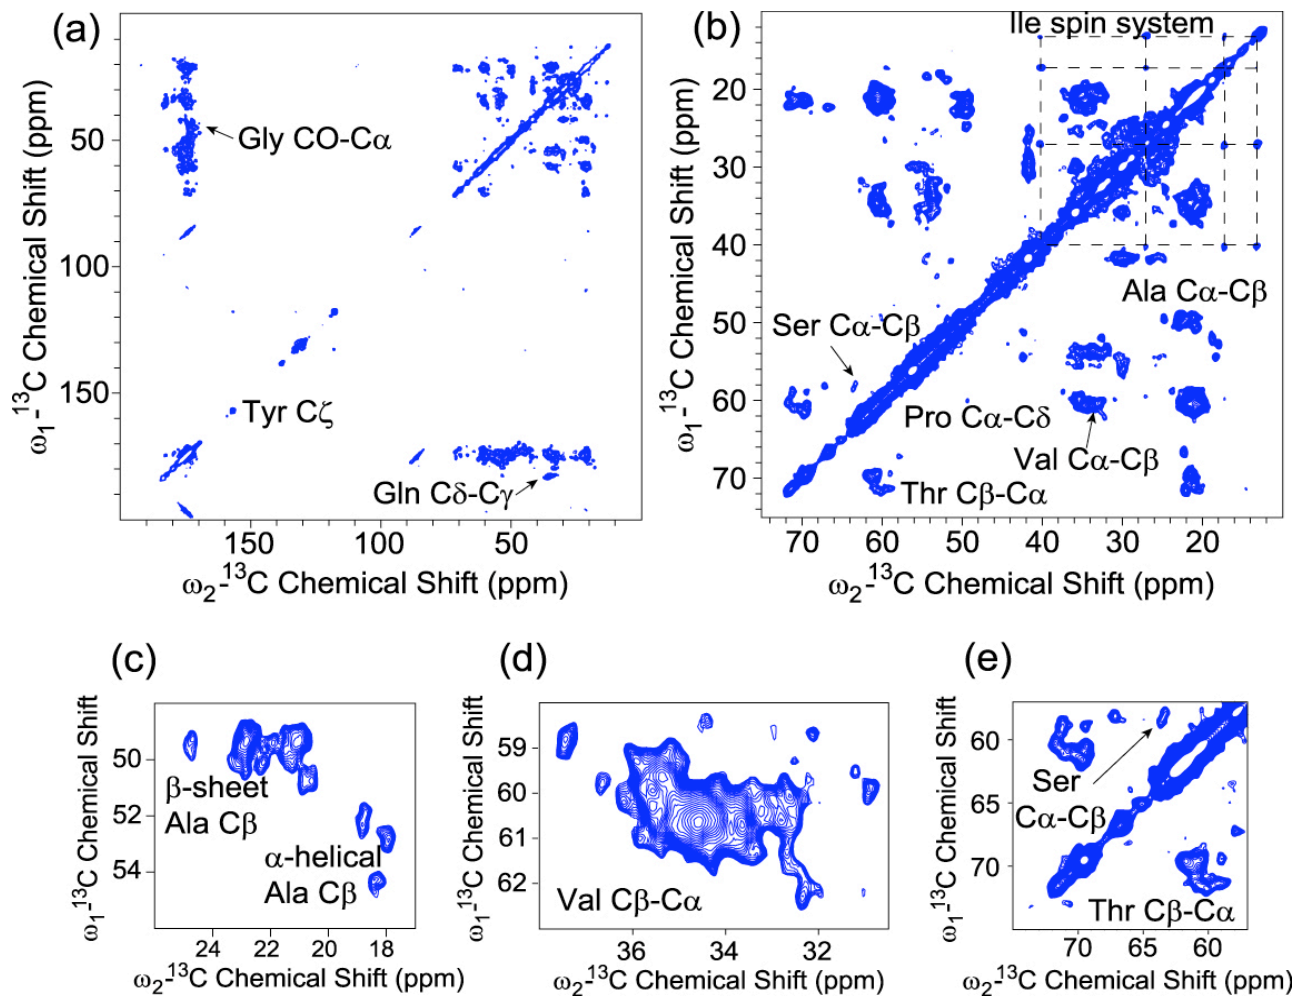 (a)
Gly CO-Cα
Tyr Cζ
Gln Cδ-Cγ
50
100
150
ω1-13C Chemical Shift (ppm)
150
100
50
ω2-13C Chemical Shift (ppm)
(b)
Ile spin system
Ala Cα-Cβ
Ser Cα-Cβ
Pro Cα-Cδ
Val Cα-Cβ
Thr Cβ-Cα
20
30
40
50
60
70
ω1-13C Chemical Shift (ppm)
70
60
50
40
30
20
ω2-13C Chemical Shift (ppm)
(c)
β-sheet
Ala Cβ
α-helical
Ala Cβ
50
52
54
ω1-13C Chemical Shift
24
22
20
18
ω2-13C Chemical Shift (ppm)
(d)
Val Cβ-Cα
59
60
61
62
ω1-13C Chemical Shift
36
34
32
ω2-13C Chemical Shift (ppm)
(e)
Ser
Cα-Cβ
Thr Cβ-Cα
60
65
70
ω1-13C Chemical Shift
70
65
60
ω2-13C Chemical Shift (ppm)